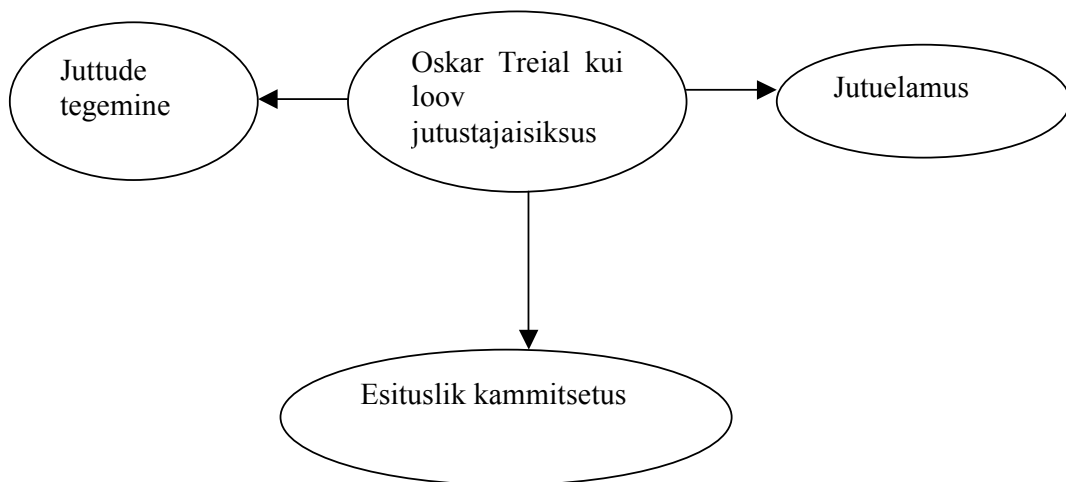 Juttude
tegemine
Oskar Treial kui
loov
jutustajaisiksus
Jutuelamus
Esituslik kammitsetus